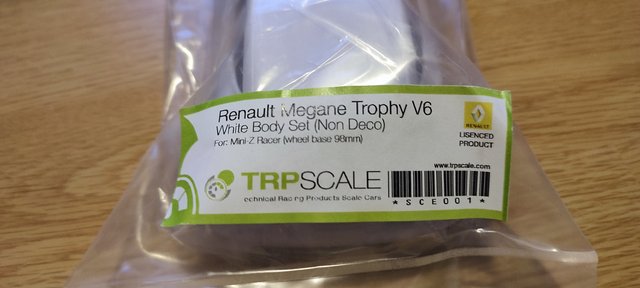 Renault Megane Trophy V6
White Body Set (Non Deco)
For: Mini-Z Racer (wheel base 98mm)
RENAULT
LISENCED
PRODUCT
www.trpscale.com
TRPSCALE
echnical Racing Products Scale Cars
*SCE001*